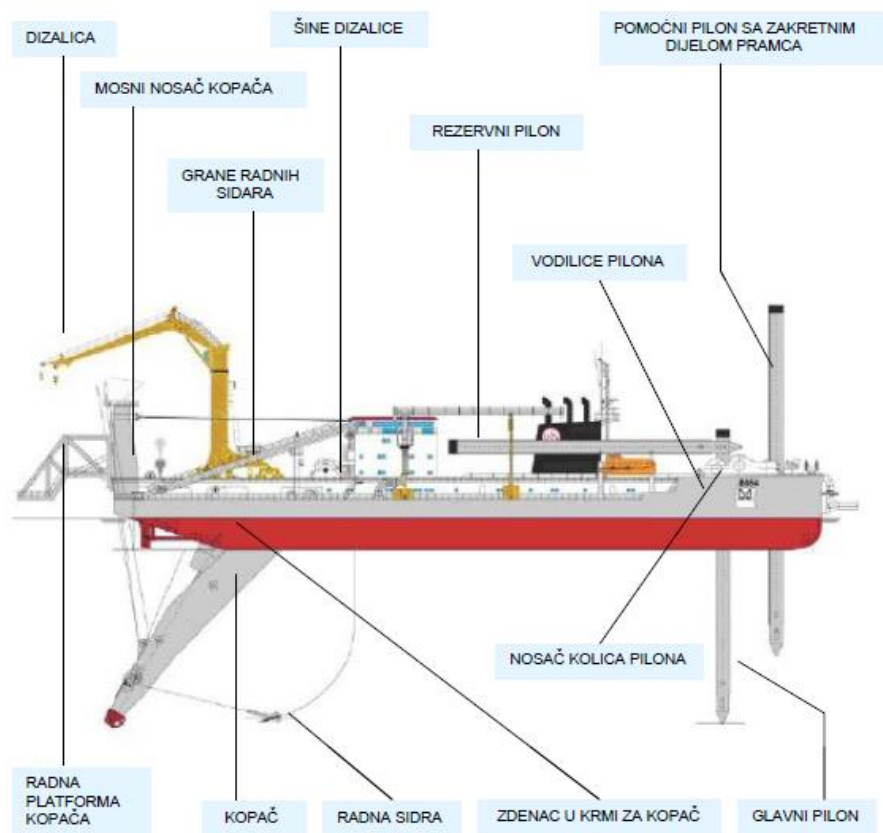 DIZALICA
ŠINE DIZALICE
POMOĆNI PILON SA ZAKRETNIM
DIJELOM PRAMCA
MOSNI NOSAČ KOPAČA
REZERVNI PILON
GRANE RADNIH
SIDARA
VODILICE PILONA
NOSAČ KOLICA PILONA
RADNA
PLATFORMA
KOPAČA
KOPAČ
RADNA SIDRA
ZDENAC U KRMI ZA KOPAČ
GLAVNI PILON